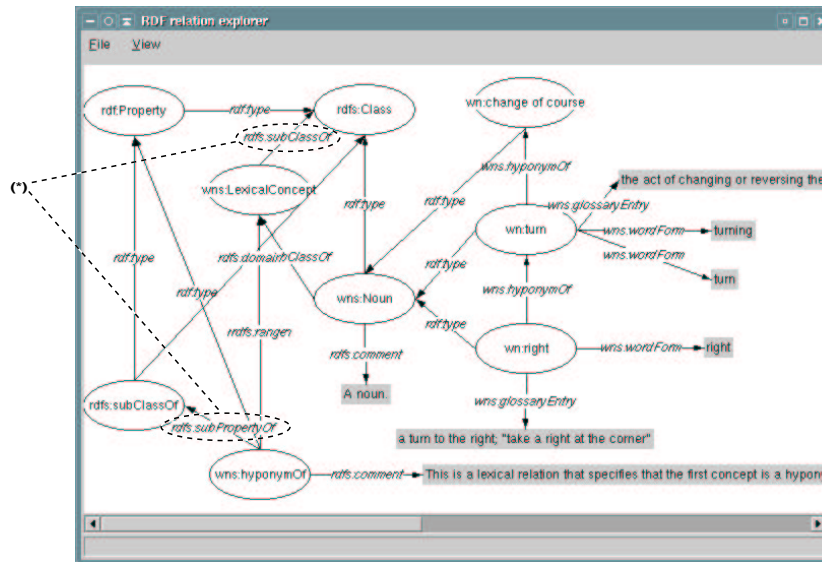 RDF relation explorer
File View
rdf:Property
rdf:type
rdfs:Class
wn:change of course
rdfs:subClassOf
wns:hyponymOf
(*)
wns:LexicalConcept
rdf:type
the act of changing or reversing the
wns:glossaryEntry
rdf:type
wn:turn
wns:wordForm
turning
wns:wordForm
rdf:type
rdfs:domain
bClassOf
rdf:type
turn
rdf:type
wns:Noun
wns:hyponymOf
rdf:type
wn:right
wns:wordForm
right
rdfs:comment
A noun.
rdfs:subClassOf
wns:glossaryEntry
rdfs:subPropertyOf
a turn to the right; "take a right at the corner"
wns:hyponymOf
rdfs:comment
This is a lexical relation that specifies that the first concept is a hypony